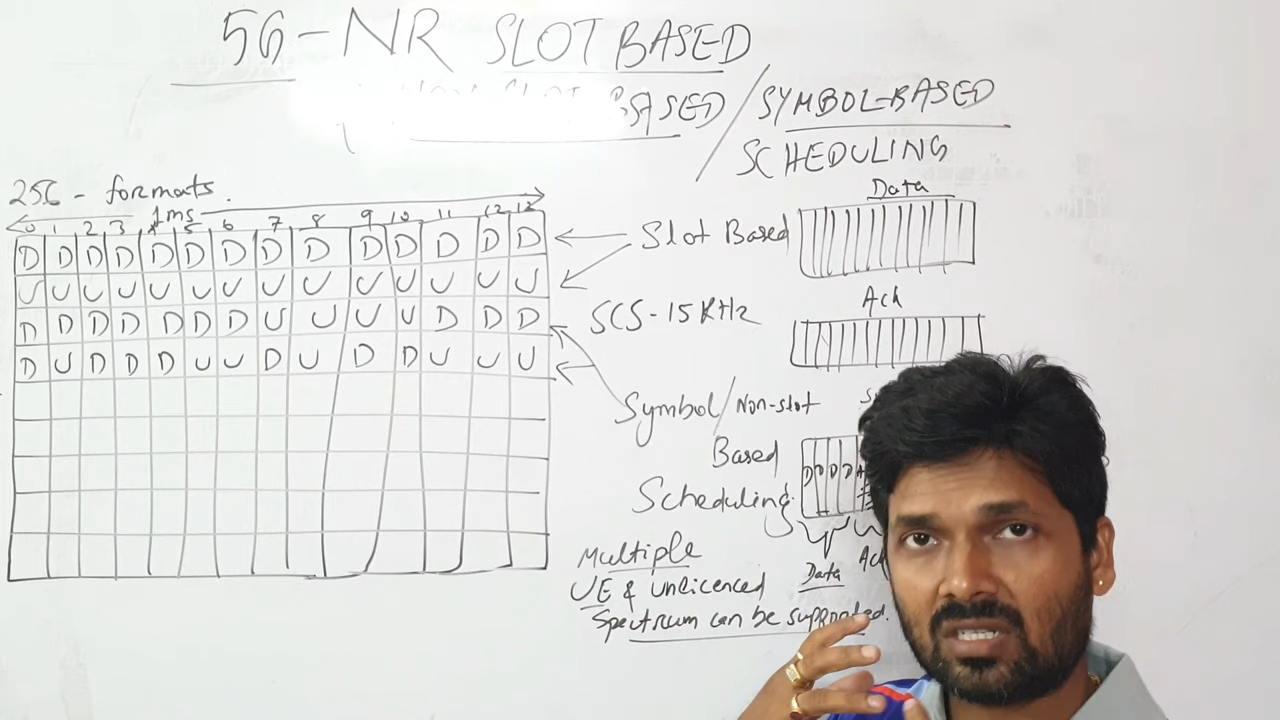 5G-NR SLOT BASED
BASED/SYMBOL-BASED
SCHEDULING
256 - formats.
1ms
0 1 2 3 4 5 6 7 8 9 10 11 12 13
D D D D D D D D D D D D D D
U U U U U U U U U U U U U U
D D D D D D D U U U U D D D
D U D D D U U D U D D U U U
Slot Based
Data
SCS-15KHz
Ack
Symbol/Non-slot
Based
Scheduling.
D D D D A
Data
Multiple
UE & unlicenced
Spectrum can be supported.